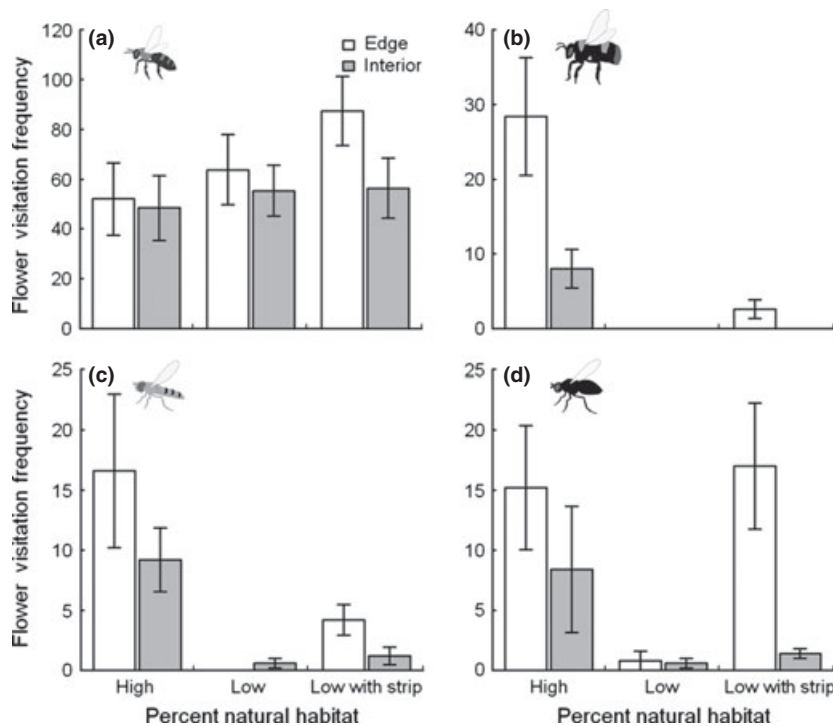 (a)
Edge
Interior
120
100
80
60
40
20
0
Flower visitation frequency
(b)
40
30
20
10
0
(c)
25
20
15
10
5
0
Flower visitation frequency
High
Low
Low with strip
Percent natural habitat
(d)
25
20
15
10
5
0
High
Low
Low with strip
Percent natural habitat